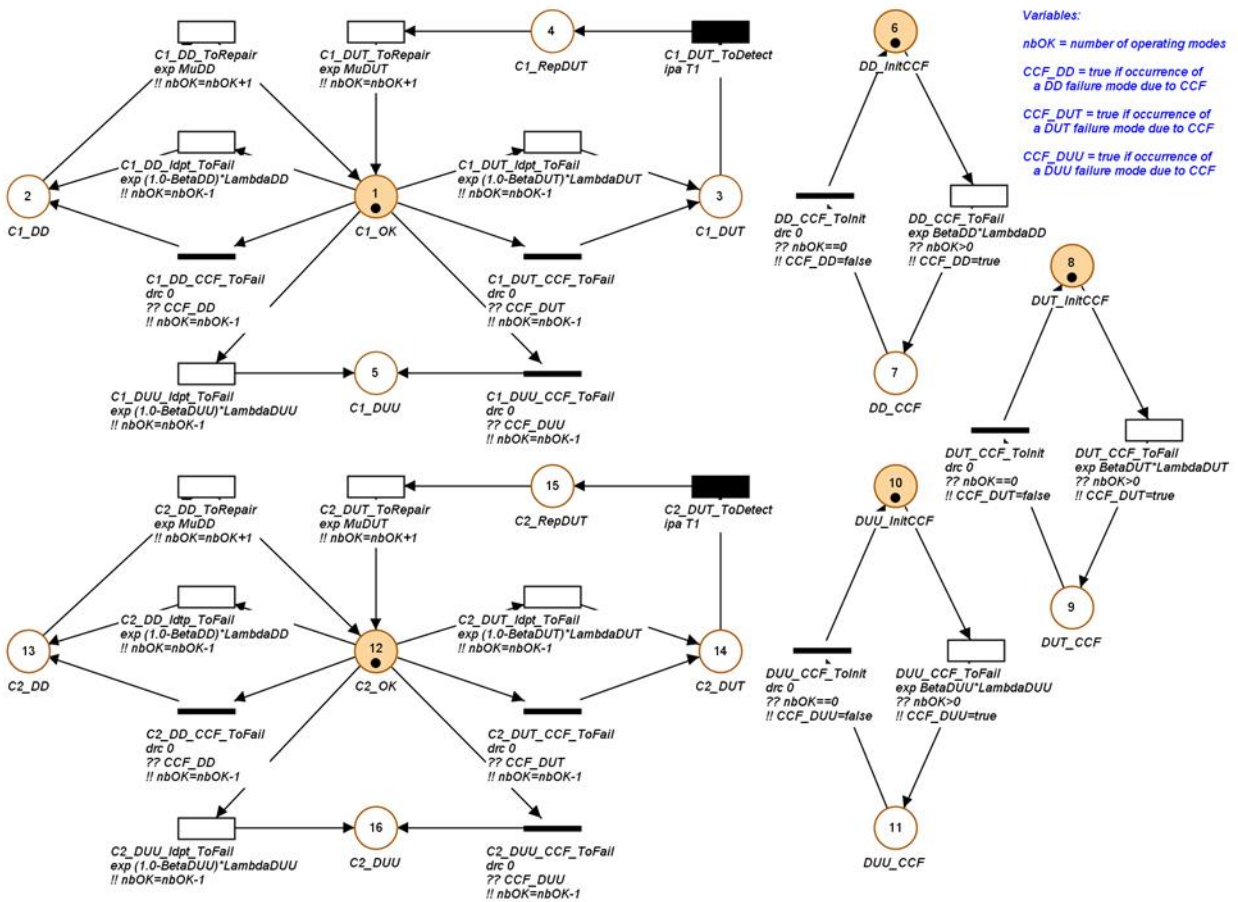 C1_DD_ToRepair
exp MuDD
!! nbOK=nbOK+1
C1_DUT_ToRepair
exp MuDUT
!! nbOK=nbOK+1
4
C1_RepDUT
C1_DUT_ToDetect
ipa T1
C1_DD_Idpt_ToFail
exp (1.0-BetaDD)*LambdaDD
!! nbOK=nbOK-1
C1_DUT_Idpt_ToFail
exp (1.0-BetaDUT)*LambdaDUT
!! nbOK=nbOK-1
2
C1_DD
1
C1_OK
3
C1_DUT
C1_DD_CCF_ToFail
drc 0
?? CCF_DD
!! nbOK=nbOK-1
C1_DUT_CCF_ToFail
drc 0
?? CCF_DUT
!! nbOK=nbOK-1
5
C1_DUU
C1_DUU_Idpt_ToFail
exp (1.0-BetaDUU)*LambdaDUU
!! nbOK=nbOK-1
C1_DUU_CCF_ToFail
drc 0
?? CCF_DUU
!! nbOK=nbOK-1
C2_DD_ToRepair
exp MuDD
!! nbOK=nbOK+1
C2_DUT_ToRepair
exp MuDUT
!! nbOK=nbOK+1
15
C2_RepDUT
C2_DUT_ToDetect
ipa T1
C2_DD_Idtp_ToFail
exp (1.0-BetaDD)*LambdaDD
!! nbOK=nbOK-1
C2_DUT_Idpt_ToFail
exp (1.0-BetaDUT)*LambdaDUT
!! nbOK=nbOK-1
13
C2_DD
12
C2_OK
14
C2_DUT
C2_DD_CCF_ToFail
drc 0
?? CCF_DD
!! nbOK=nbOK-1
C2_DUT_CCF_ToFail
drc 0
?? CCF_DUT
!! nbOK=nbOK-1
16
C2_DUU
C2_DUU_Idpt_ToFail
exp (1.0-BetaDUU)*LambdaDUU
!! nbOK=nbOK-1
C2_DUU_CCF_ToFail
drc 0
?? CCF_DUU
!! nbOK=nbOK-1
6
DD_InitCCF
DD_CCF_ToInit
drc 0
?? nbOK==0
!! CCF_DD=false
DD_CCF_ToFail
exp BetaDD*LambdaDD
?? nbOK>0
!! CCF_DD=true
7
DD_CCF
8
DUT_InitCCF
DUT_CCF_ToInit
drc 0
?? nbOK==0
!! CCF_DUT=false
DUT_CCF_ToFail
exp BetaDUT*LambdaDUT
?? nbOK>0
!! CCF_DUT=true
9
DUT_CCF
10
DUU_InitCCF
DUU_CCF_ToInit
drc 0
?? nbOK==0
!! CCF_DUU=false
DUU_CCF_ToFail
exp BetaDUU*LambdaDUU
?? nbOK>0
!! CCF_DUU=true
11
DUU_CCF
Variables:
nbOK = number of operating modes
CCF_DD = true if occurrence of
a DD failure mode due to CCF
CCF_DUT = true if occurrence of
a DUT failure mode due to CCF
CCF_DUU = true if occurrence of
a DUU failure mode due to CCF